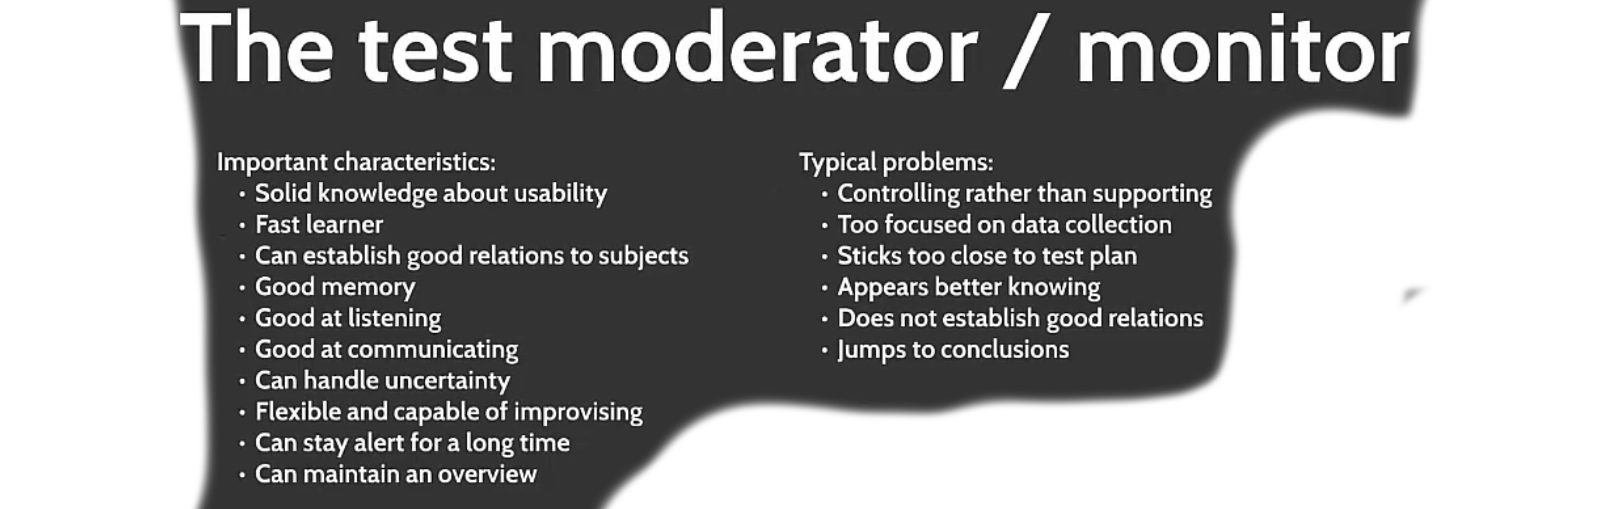 The test moderator / monitor
Important characteristics:
• Solid knowledge about usability
• Fast learner
• Can establish good relations to subjects
• Good memory
• Good at listening
• Good at communicating
• Can handle uncertainty
• Flexible and capable of improvising
• Can stay alert for a long time
• Can maintain an overview
Typical problems:
• Controlling rather than supporting
• Too focused on data collection
• Sticks too close to test plan
• Appears better knowing
• Does not establish good relations
• Jumps to conclusions